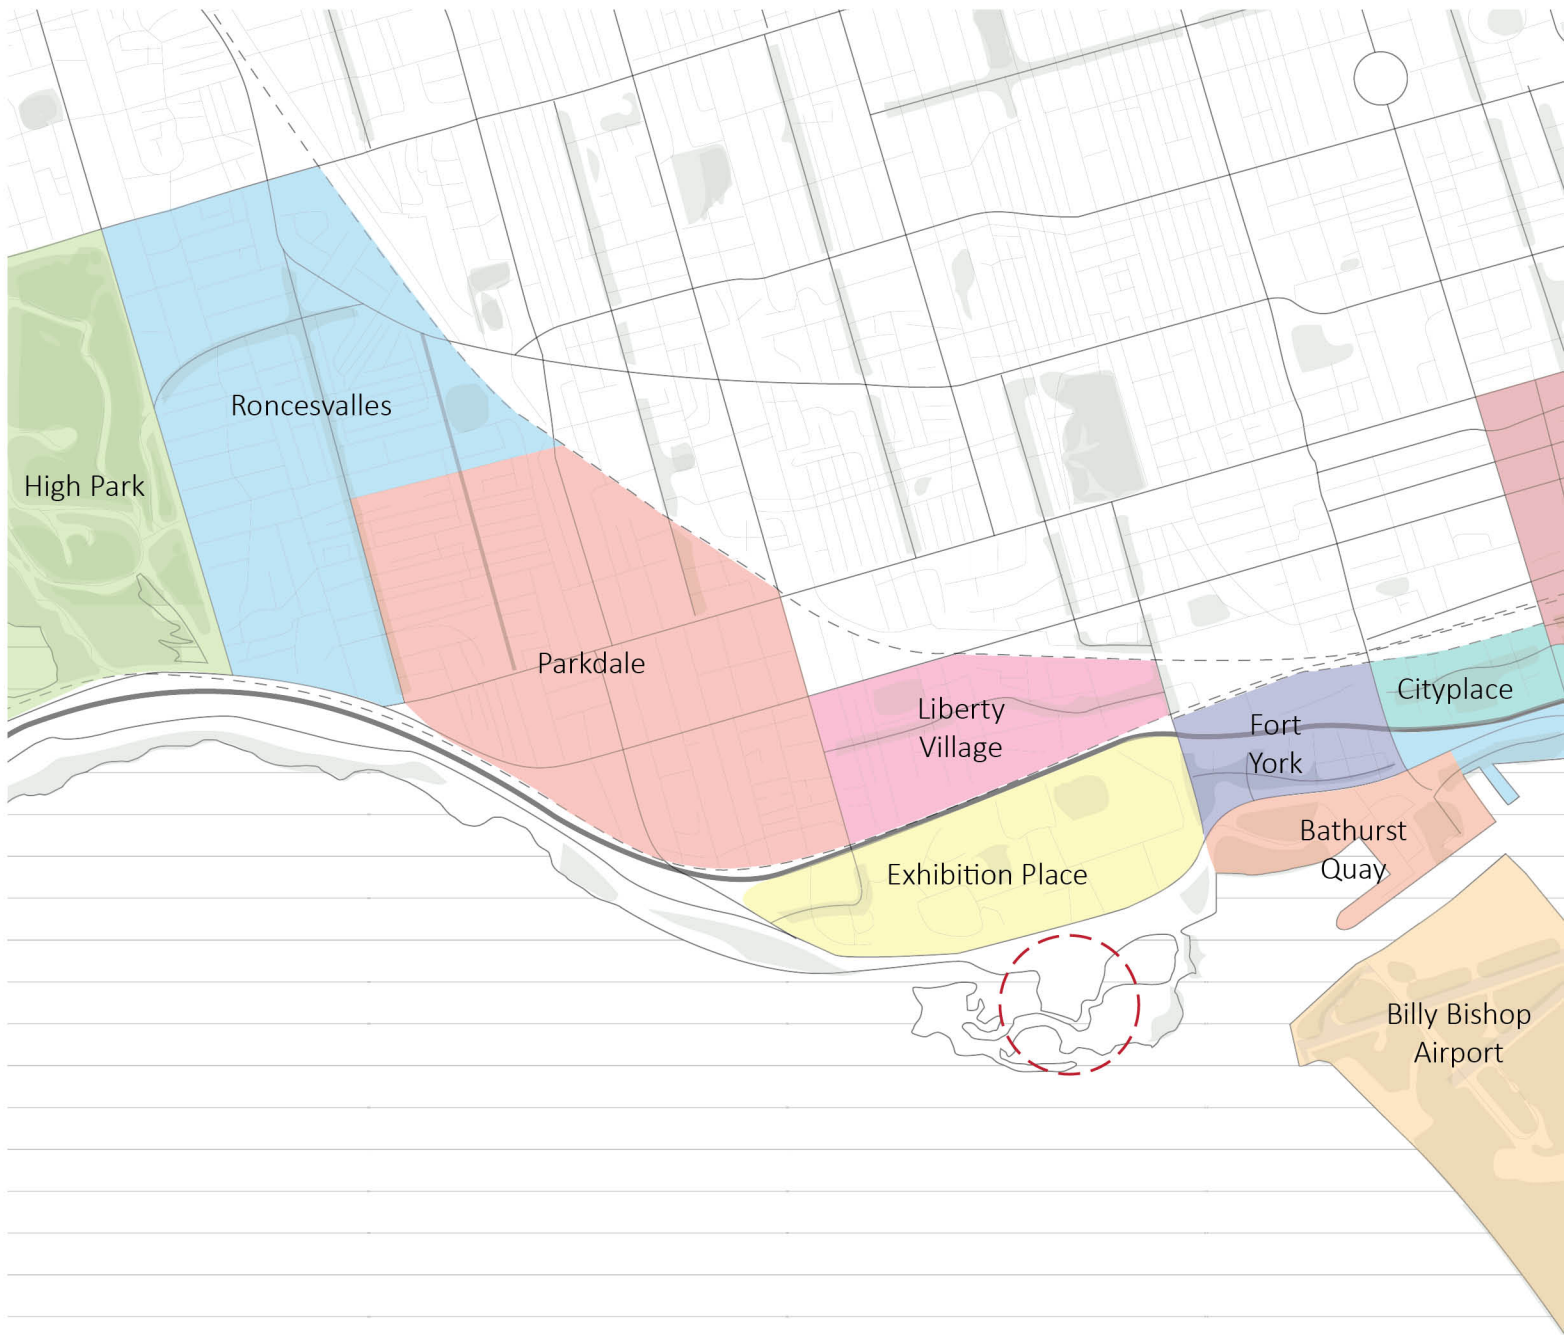 Roncesvalles
High Park
Parkdale
Liberty
Village
Cityplace
Fort
York
Bathurst
Quay
Exhibition Place
Billy Bishop
Airport